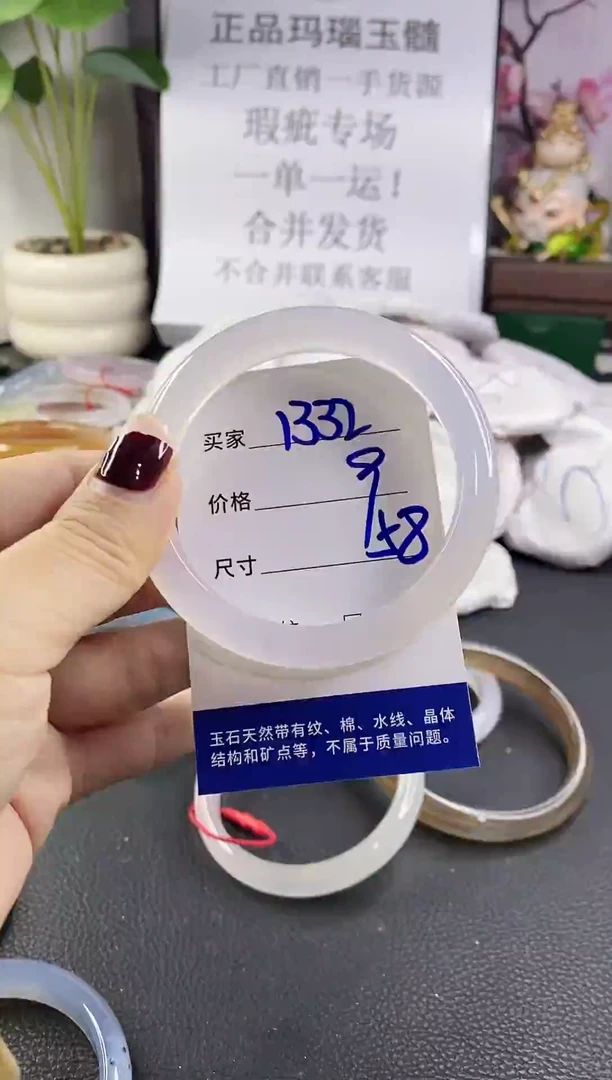 正品玛瑙玉髓
工厂直销一手货源
瑕疵专场
一单一运！
合并发货
不合并联系客服
买家 1332
价格 9
尺寸 58
玉石天然带有纹、棉、水线、晶体
结构和矿点等，不属于质量问题。